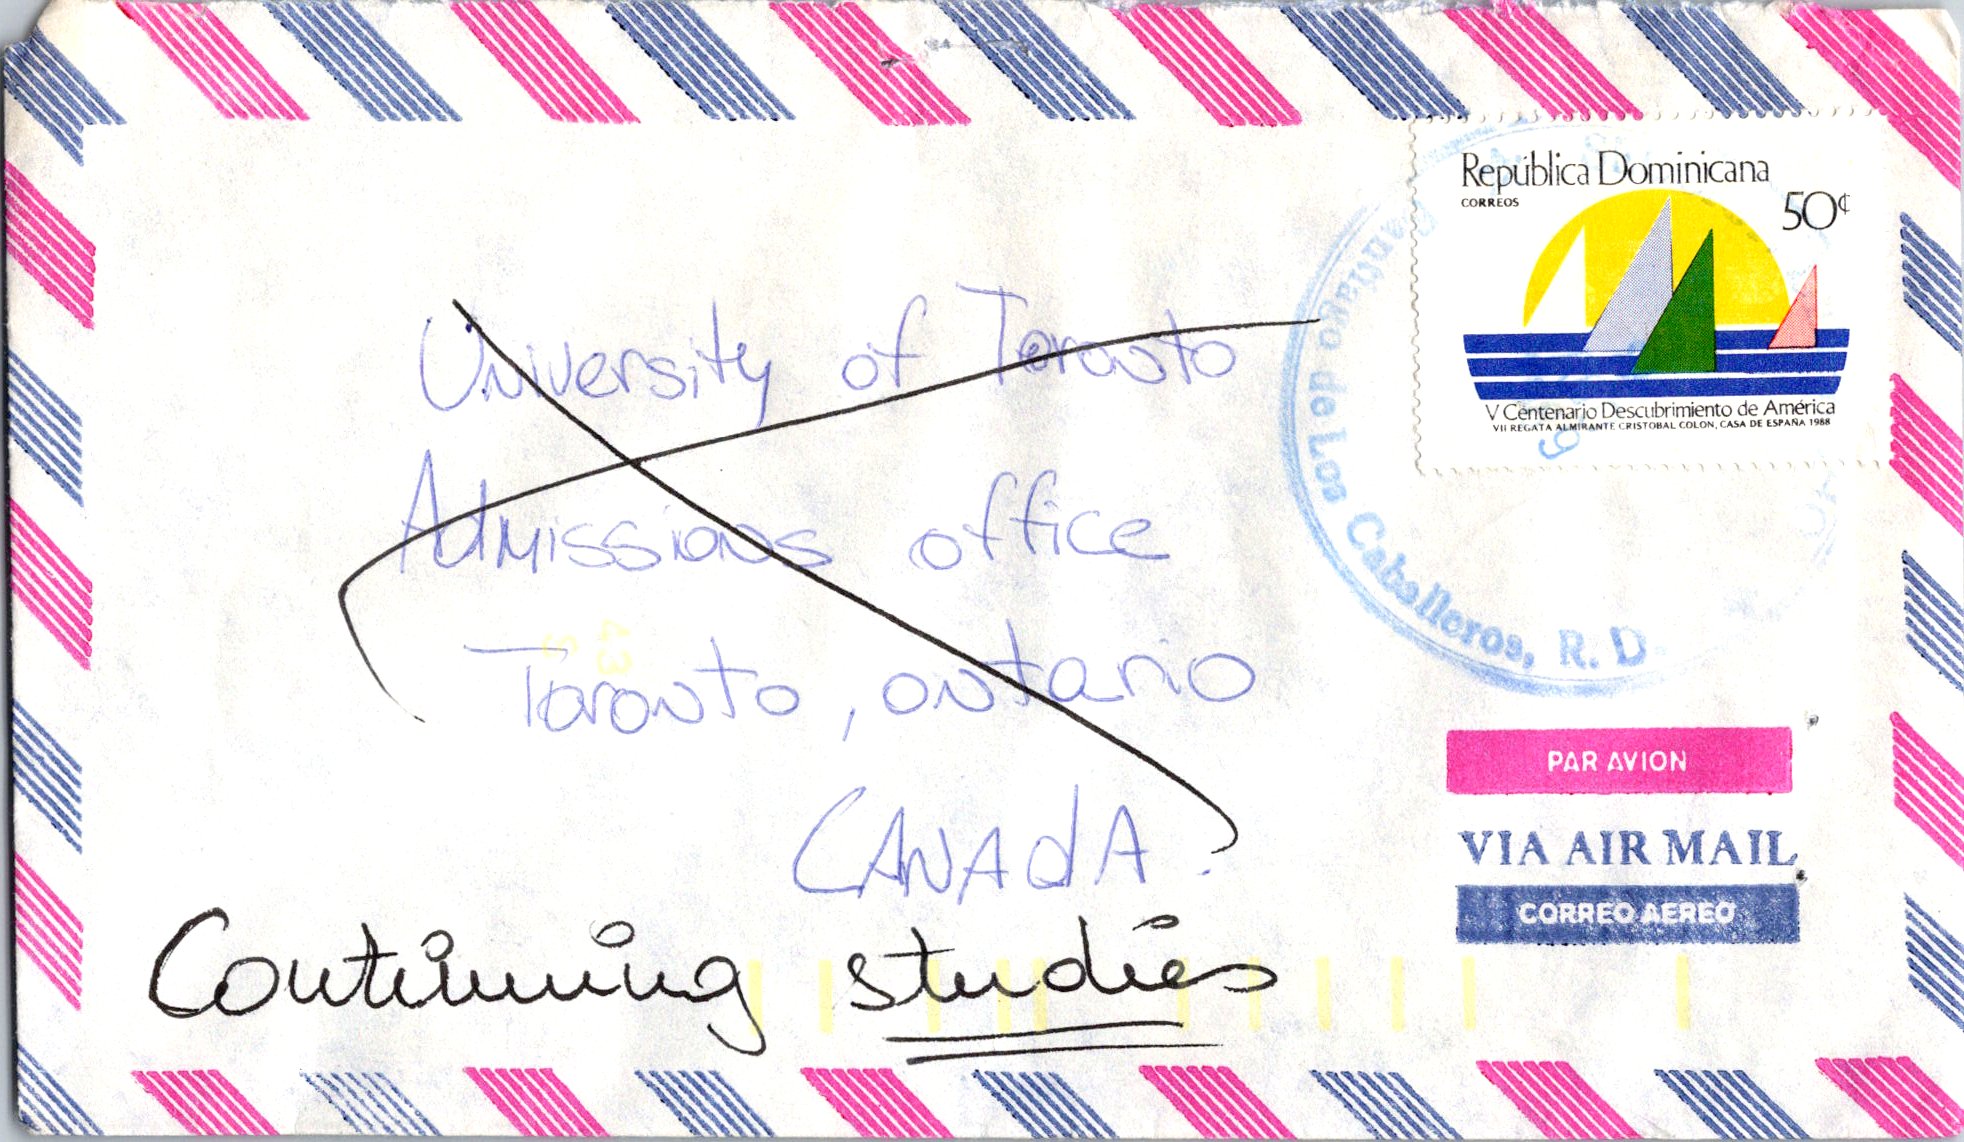 República Dominicana
CORREOS
50¢
V Centenario Descubrimiento de América
VII REGATA ALMIRANTE CRISTOBAL COLON, CASA DE ESPAÑA 1988
Santiago de Los Caballeros, R. D.
University of Toronto
Admissions office
Toronto, ontario
CANAdA.
PAR AVION
VIA AIR MAIL
CORREO AEREO
Continuing studies
43